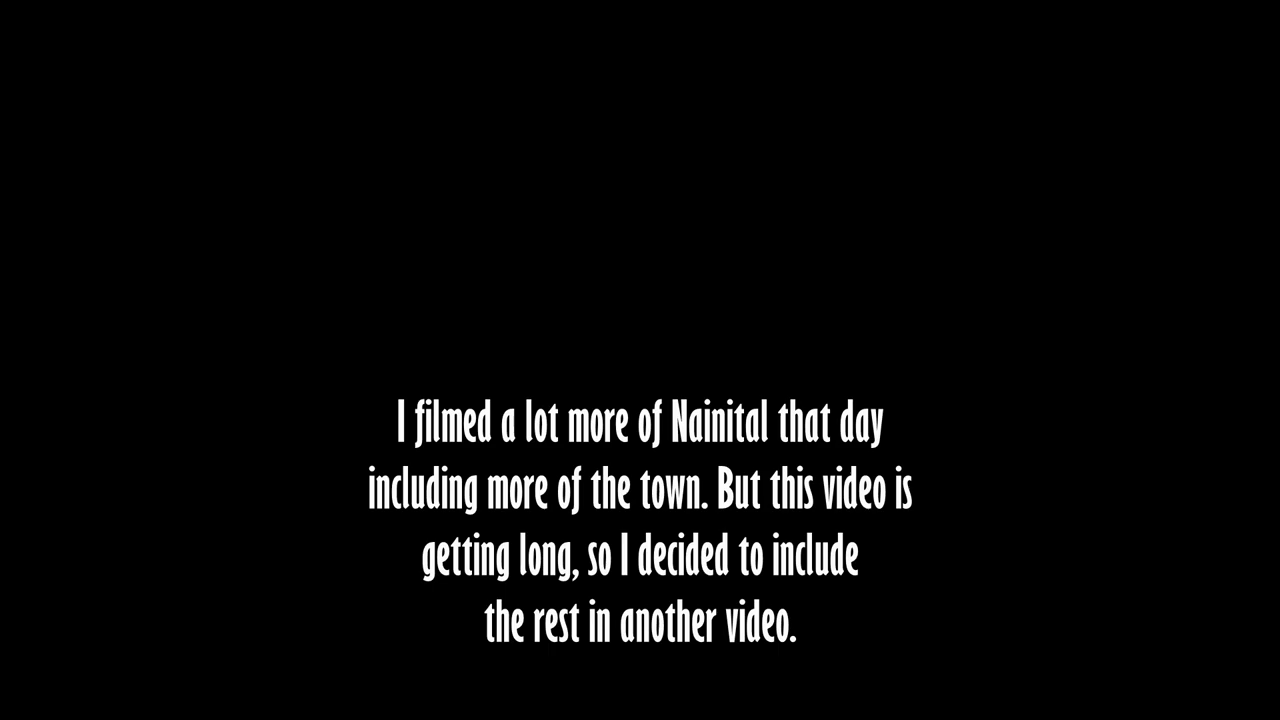 I filmed a lot more of Nainital that day
including more of the town. But this video is
getting long, so I decided to include
the rest in another video.